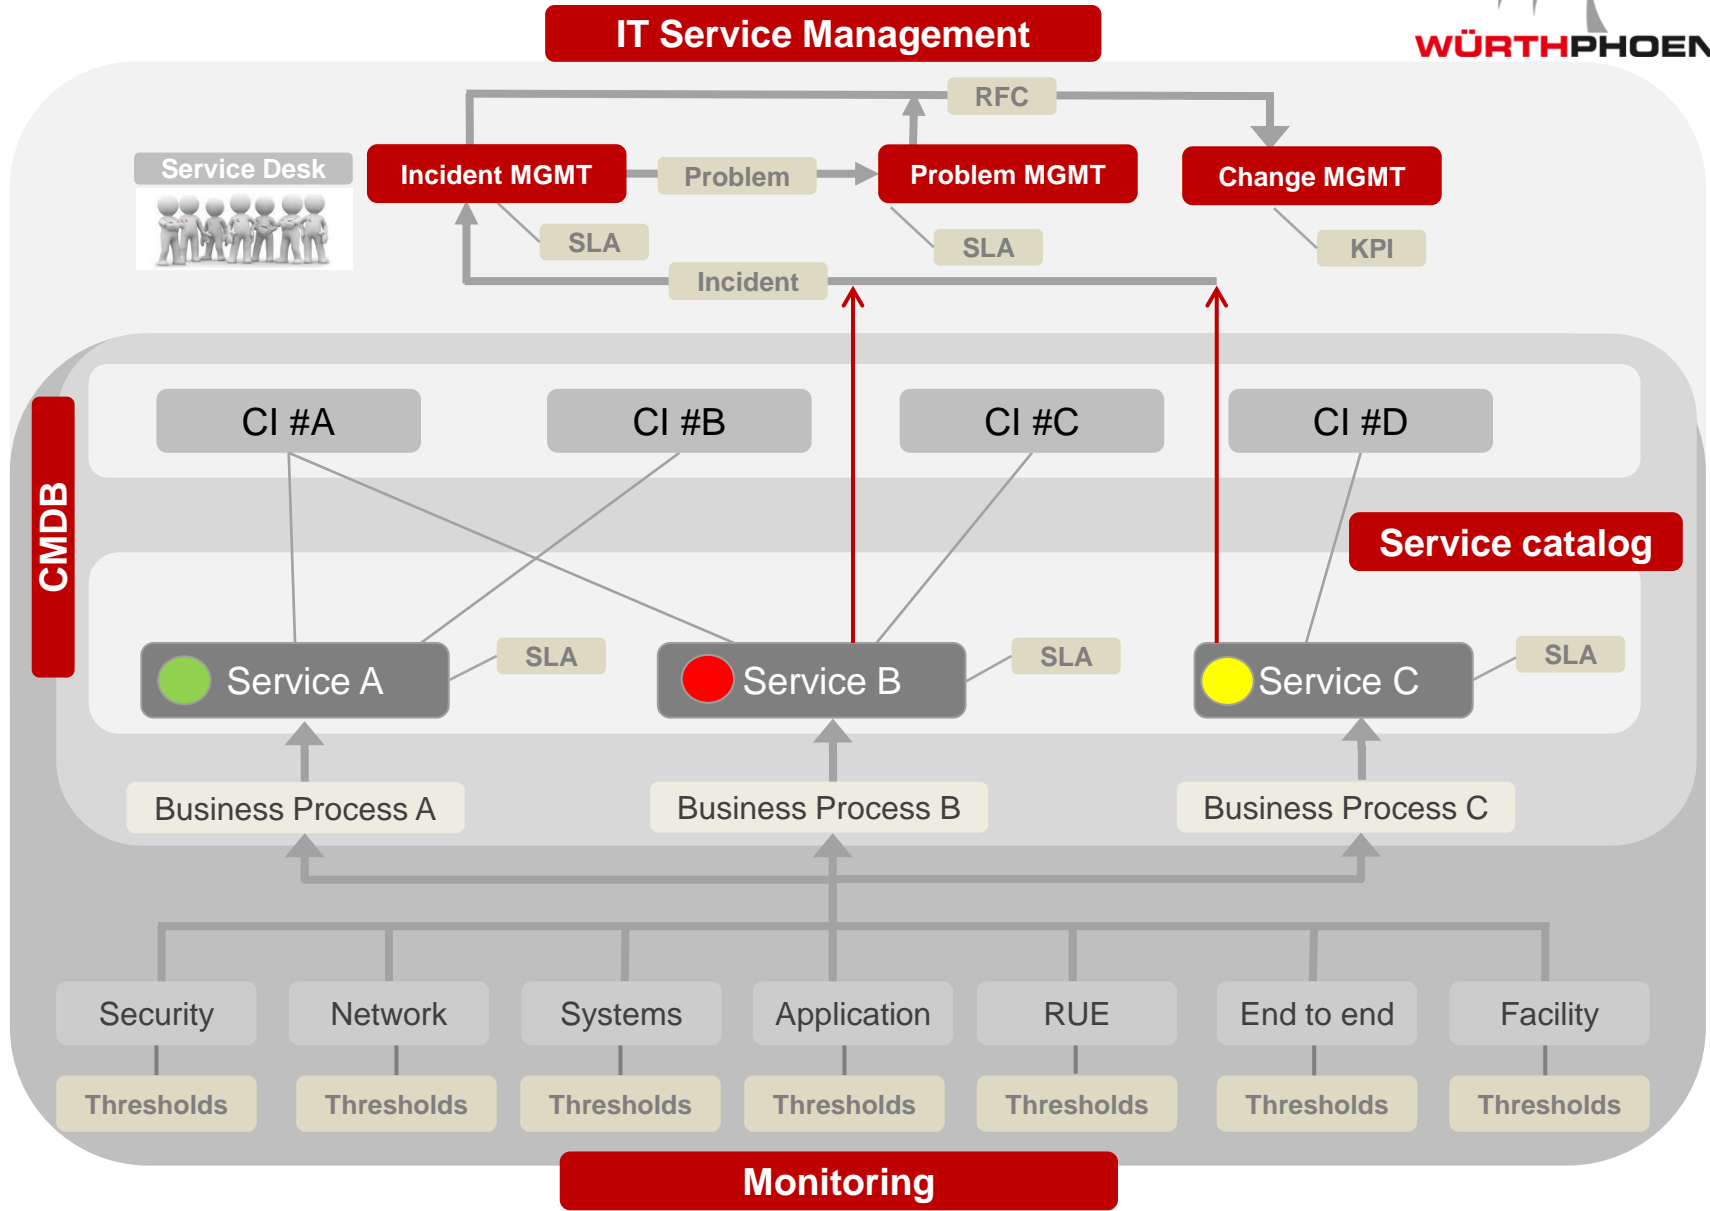 IT Service Management
WÜRTHPHOEN
RFC
Service Desk
Incident MGMT
Problem
Problem MGMT
Change MGMT
SLA
SLA
KPI
Incident
CI #A
CI #B
CI #C
CI #D
CMDB
Service catalog
Service A
SLA
Service B
SLA
Service C
SLA
Business Process A
Business Process B
Business Process C
Security
Network
Systems
Application
RUE
End to end
Facility
Thresholds
Thresholds
Thresholds
Thresholds
Thresholds
Thresholds
Thresholds
Monitoring